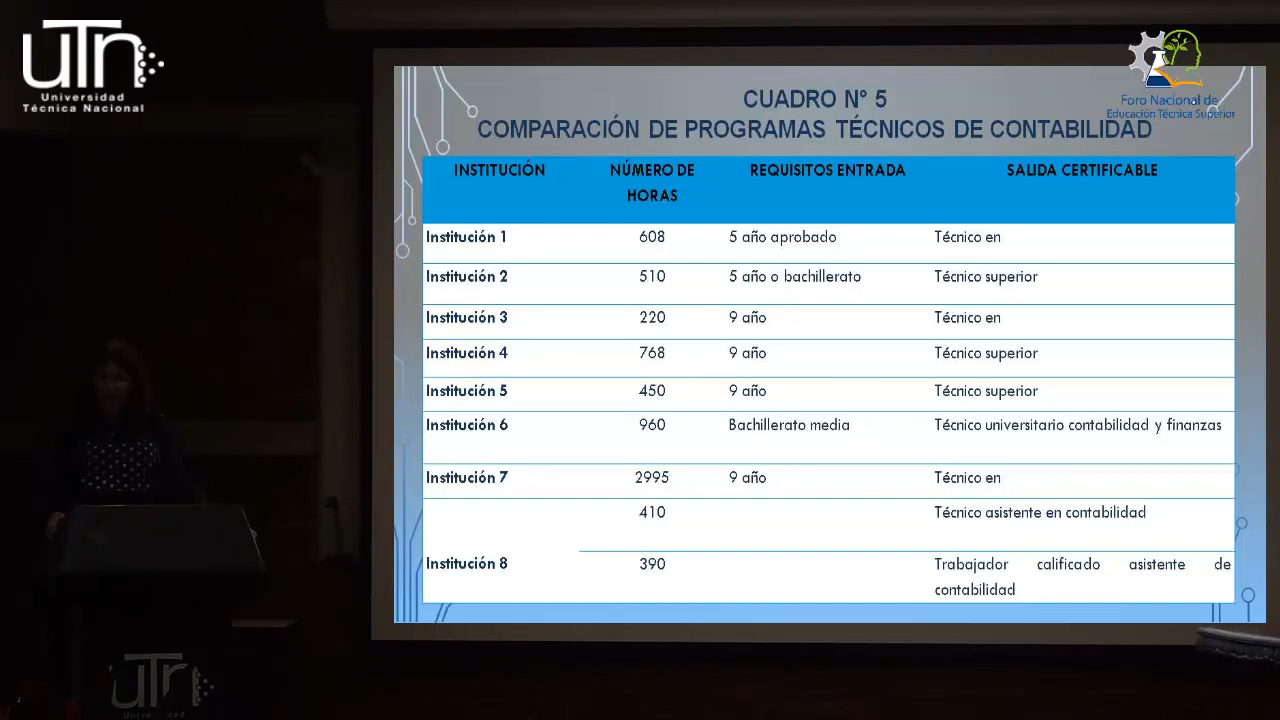 uTn
Universidad
Técnica Nacional
Foro Nacional de
Educación Técnica Superior
CUADRO N° 5
COMPARACIÓN DE PROGRAMAS TÉCNICOS DE CONTABILIDAD
INSTITUCIÓN NÚMERO DE HORAS REQUISITOS ENTRADA SALIDA CERTIFICABLE
Institución 1 608 5 año aprobado Técnico en
Institución 2 510 5 año o bachillerato Técnico superior
Institución 3 220 9 año Técnico en
Institución 4 768 9 año Técnico superior
Institución 5 450 9 año Técnico superior
Institución 6 960 Bachillerato media Técnico universitario contabilidad y finanzas
Institución 7 2995 9 año Técnico en
410 Técnico asistente en contabilidad
Institución 8 390 Trabajador calificado asistente de
contabilidad
uTn